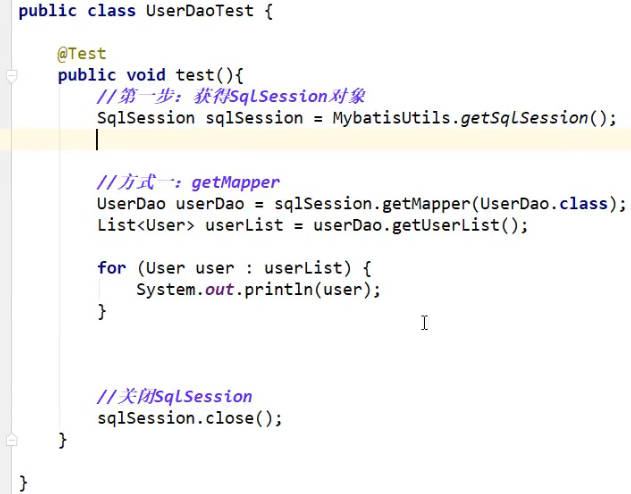 public class UserDaoTest {
@Test
public void test(){
//第一步：获得SqlSession对象
SqlSession sqlSession = MybatisUtils.getSqlSession();
//方式一：getMapper
UserDao userDao = sqlSession.getMapper(UserDao.class);
List<User> userList = userDao.getUserList();
for (User user : userList) {
System.out.println(user);
}
//关闭SqlSession
sqlSession.close();
}
}